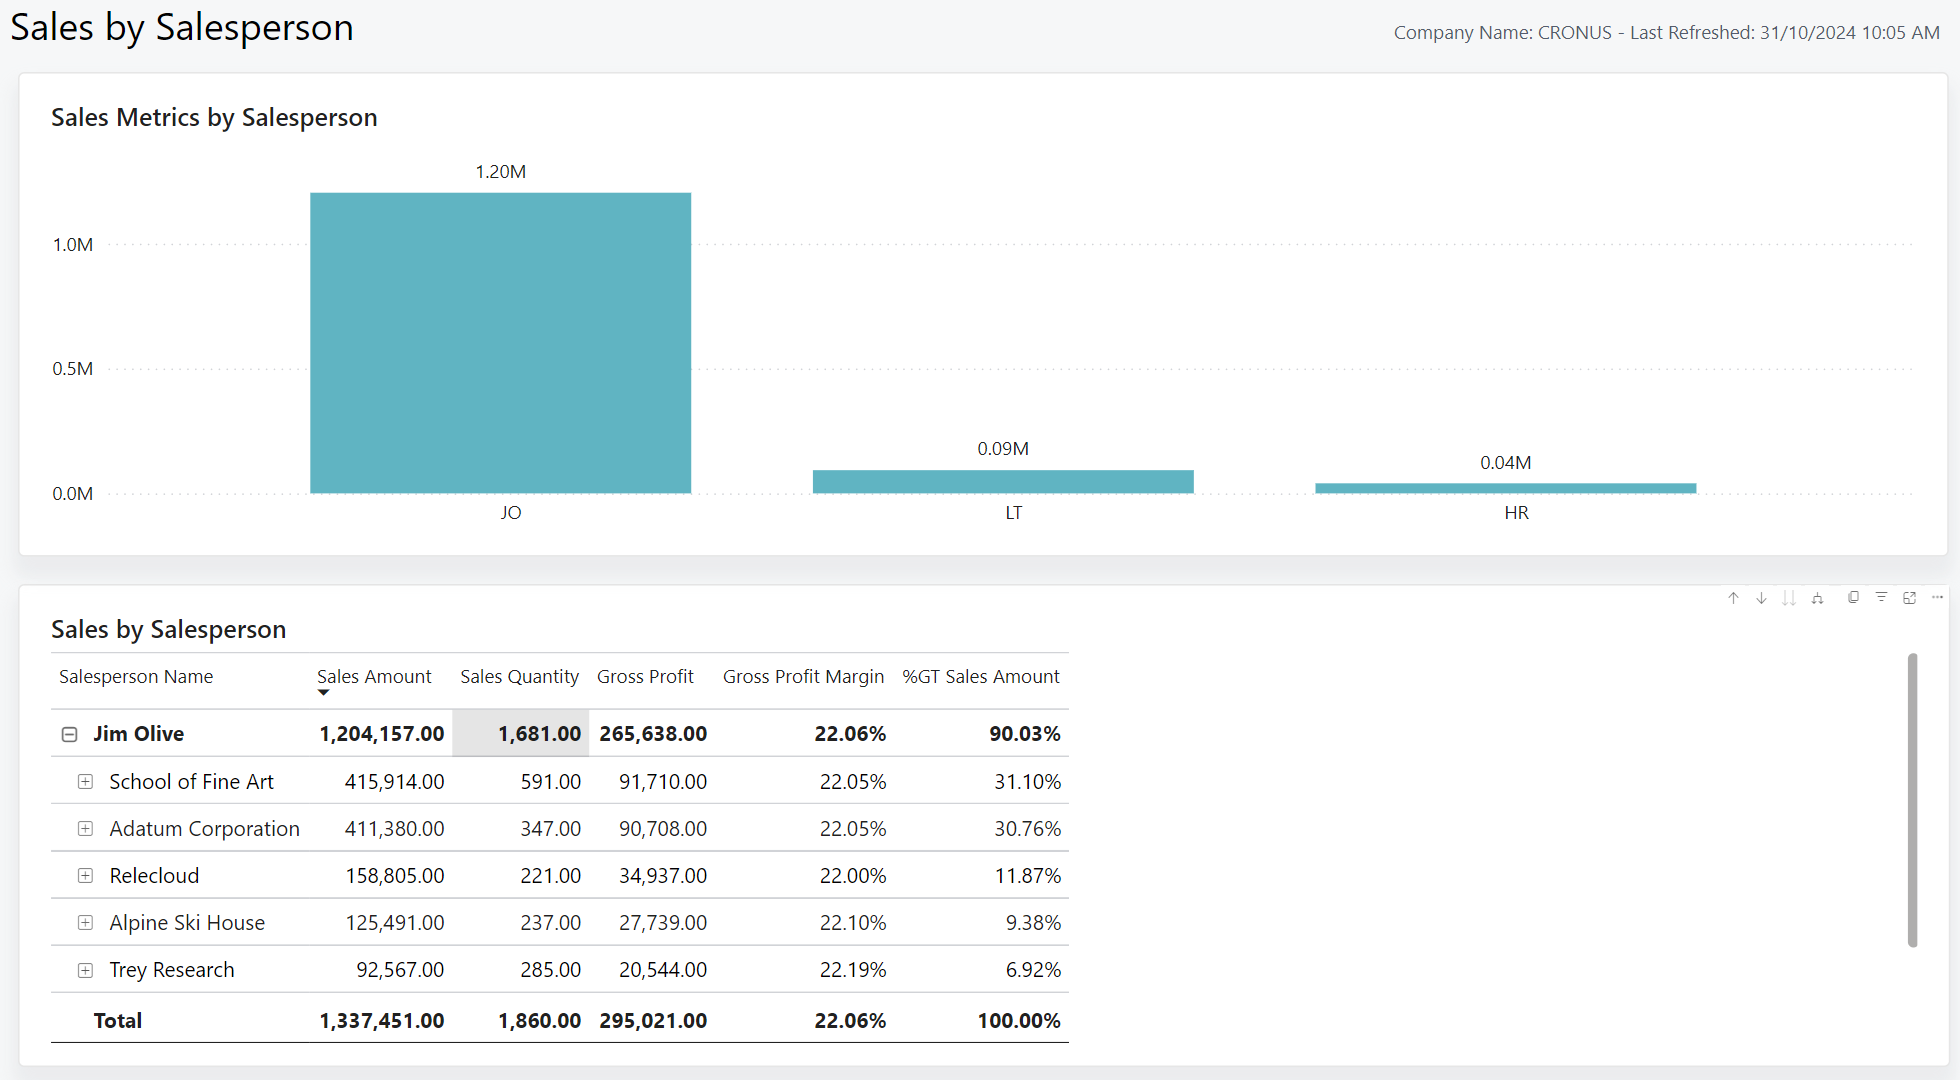 Sales by Salesperson
Company Name: CRONUS - Last Refreshed: 31/10/2024 10:05 AM
Sales Metrics by Salesperson
1.20M
1.0M
0.5M
0.09M
0.04M
0.0M
JO LT HR
Sales by Salesperson
Salesperson Name Sales Amount Sales Quantity Gross Profit Gross Profit Margin %GT Sales Amount
Jim Olive 1,204,157.00 1,681.00 265,638.00 22.06% 90.03%
School of Fine Art 415,914.00 591.00 91,710.00 22.05% 31.10%
Adatum Corporation 411,380.00 347.00 90,708.00 22.05% 30.76%
Relecloud 158,805.00 221.00 34,937.00 22.00% 11.87%
Alpine Ski House 125,491.00 237.00 27,739.00 22.10% 9.38%
Trey Research 92,567.00 285.00 20,544.00 22.19% 6.92%
Total 1,337,451.00 1,860.00 295,021.00 22.06% 100.00%